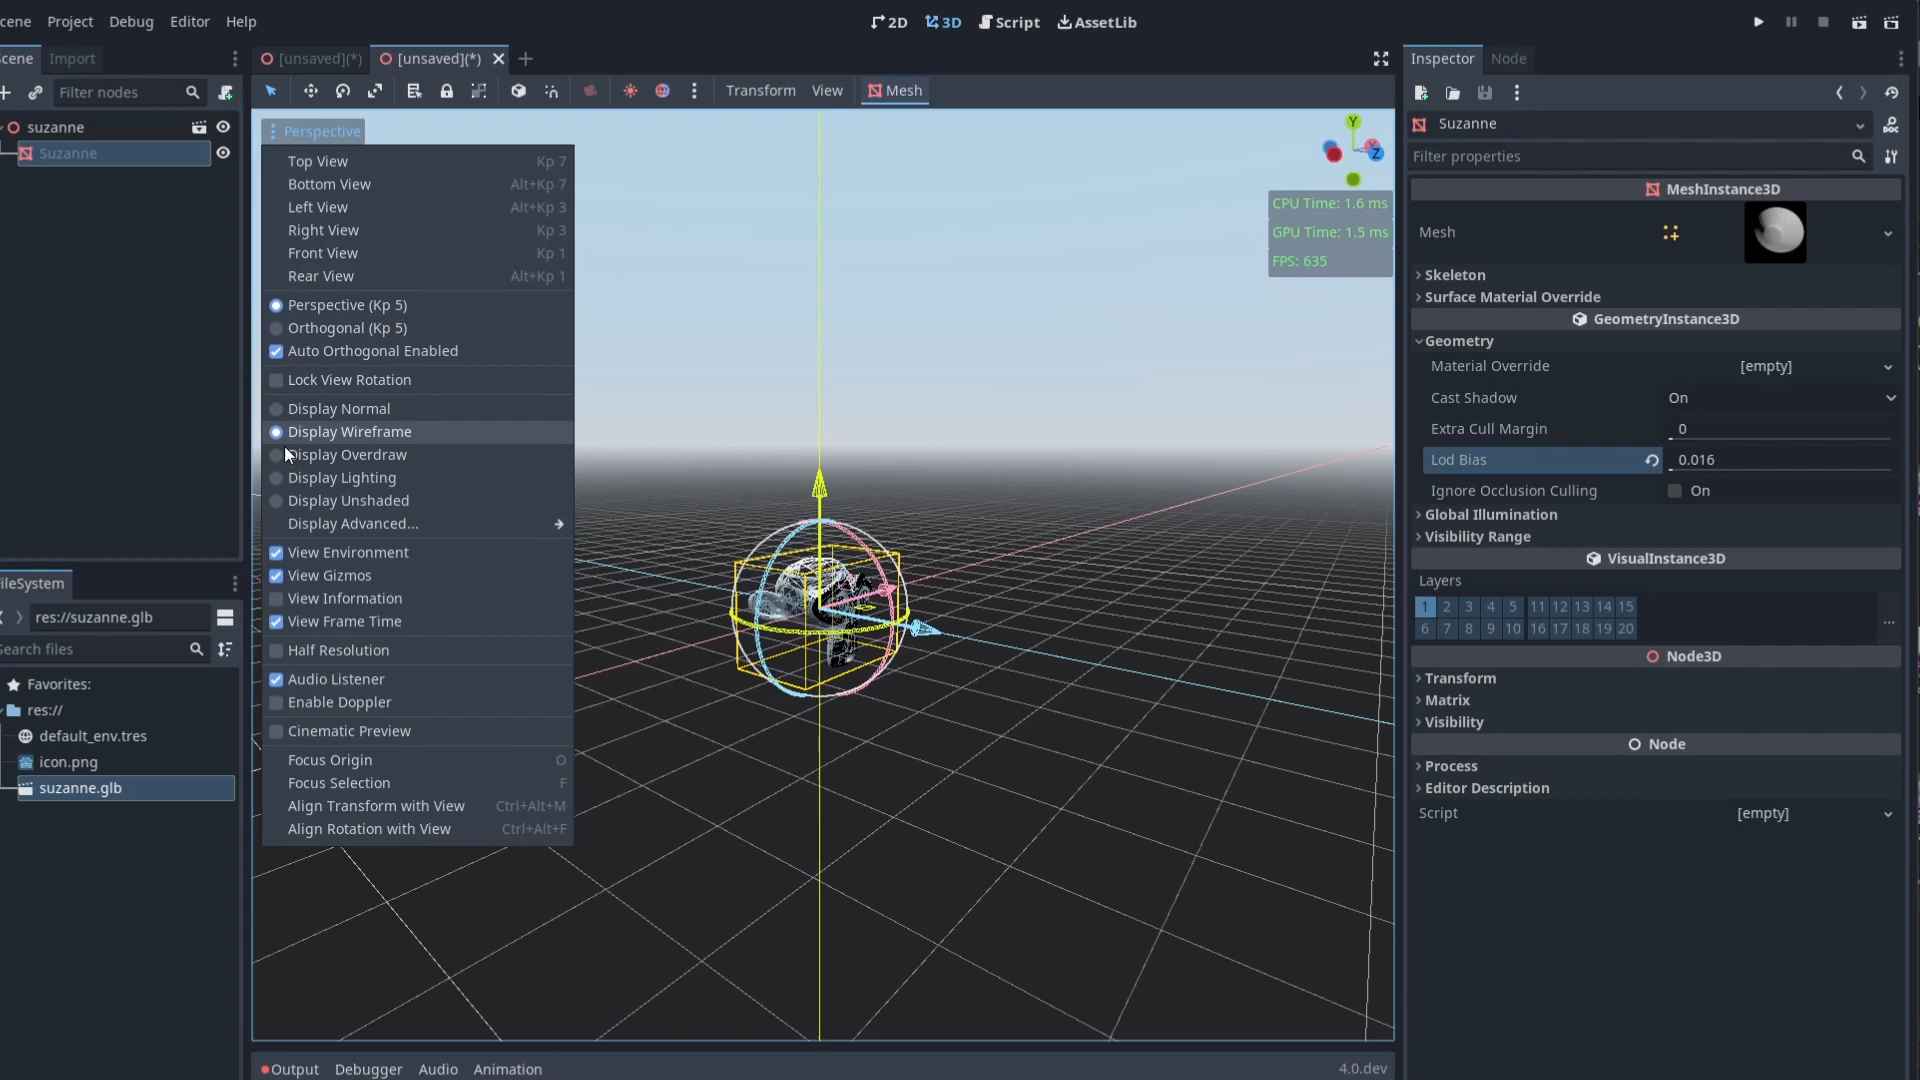 cene Project Debug Editor Help
2D 3D Script AssetLib
cene Import
Filter nodes
suzanne
Suzanne
[unsaved](*) [unsaved](*)
Transform View Mesh
Perspective
Top View Kp 7
Bottom View Alt+Kp 7
Left View Alt+Kp 3
Right View Kp 3
Front View Kp 1
Rear View Alt+Kp 1
Perspective (Kp 5)
Orthogonal (Kp 5)
Auto Orthogonal Enabled
Lock View Rotation
Display Normal
Display Wireframe
Display Overdraw
Display Lighting
Display Unshaded
Display Advanced...
View Environment
View Gizmos
View Information
View Frame Time
Half Resolution
Audio Listener
Enable Doppler
Cinematic Preview
Focus Origin O
Focus Selection F
Align Transform with View Ctrl+Alt+M
Align Rotation with View Ctrl+Alt+F
Y
Z
CPU Time: 1.6 ms
GPU Time: 1.5 ms
FPS: 635
ileSystem
res://suzanne.glb
Search files
Favorites:
res://
default_env.tres
icon.png
suzanne.glb
Output Debugger Audio Animation 4.0.dev
Inspector Node
Suzanne
Filter properties
MeshInstance3D
Mesh
Skeleton
Surface Material Override
GeometryInstance3D
Geometry
Material Override [empty]
Cast Shadow On
Extra Cull Margin 0
Lod Bias 0.016
Ignore Occlusion Culling On
Global Illumination
Visibility Range
VisualInstance3D
Layers
1 2 3 4 5 11 12 13 14 15
6 7 8 9 10 16 17 18 19 20
...
Node3D
Transform
Matrix
Visibility
Node
Process
Editor Description
Script [empty]